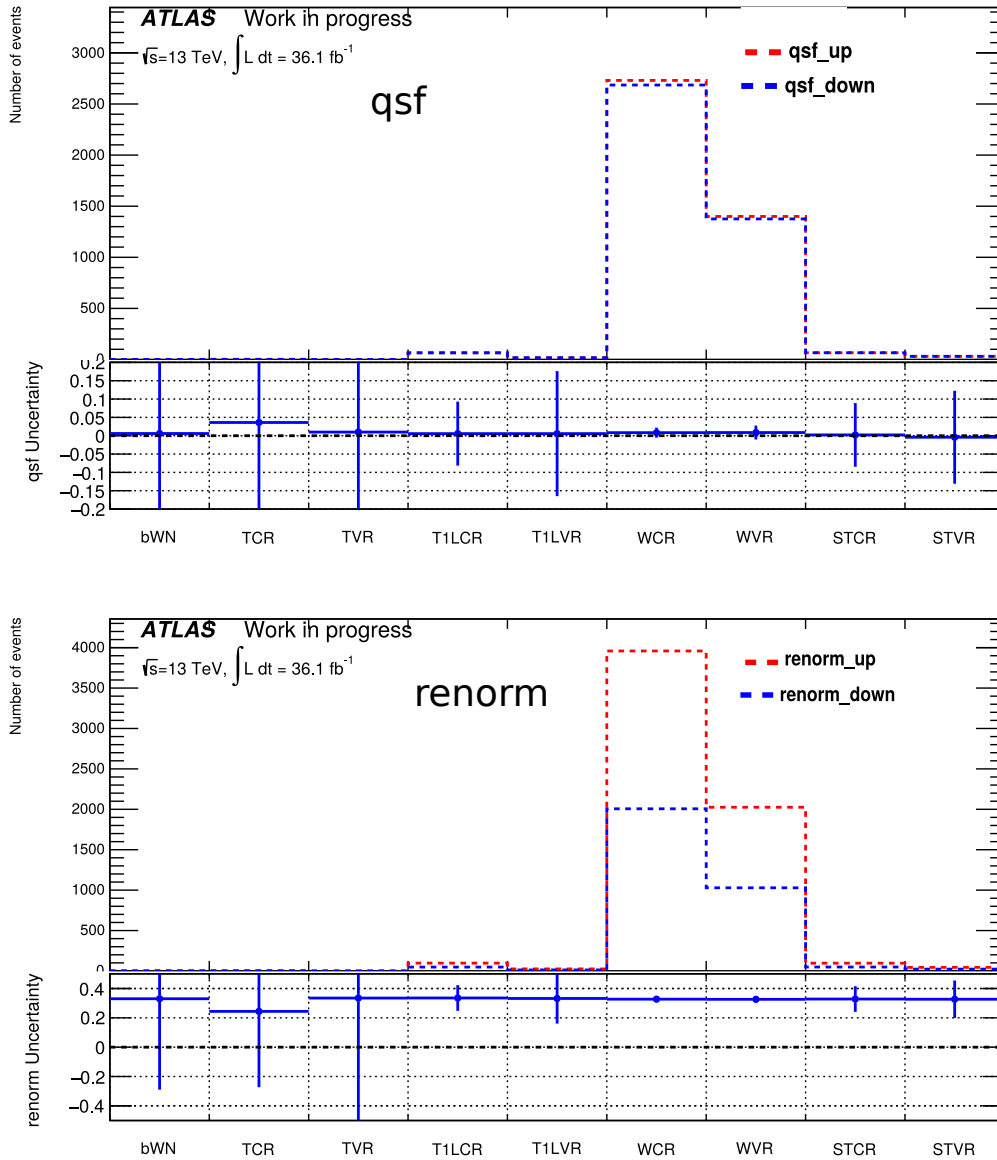 ATLAS Work in progress
√s=13 TeV, ∫L dt = 36.1 fb⁻¹
qsf
qsf_up
qsf_down
Number of events
3000
2500
2000
1500
1000
500
0
qsf Uncertainty
0.2
0.15
0.1
0.05
0
−0.05
−0.1
−0.15
−0.2
bWN TCR TVR T1LCR T1LVR WCR WVR STCR STVR
ATLAS Work in progress
√s=13 TeV, ∫L dt = 36.1 fb⁻¹
renorm
renorm_up
renorm_down
Number of events
4000
3500
3000
2500
2000
1500
1000
500
0
renorm Uncertainty
0.4
0.2
0
−0.2
−0.4
bWN TCR TVR T1LCR T1LVR WCR WVR STCR STVR